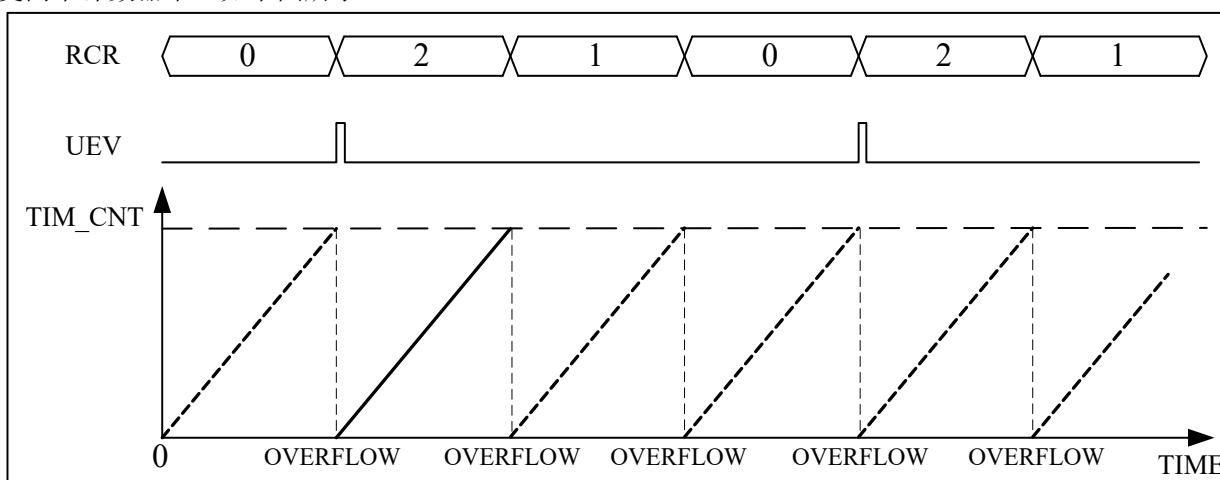 RCR 0 2 1 0 2 1
UEV
TIM_CNT
0 OVERFLOW OVERFLOW OVERFLOW OVERFLOW OVERFLOW TIME